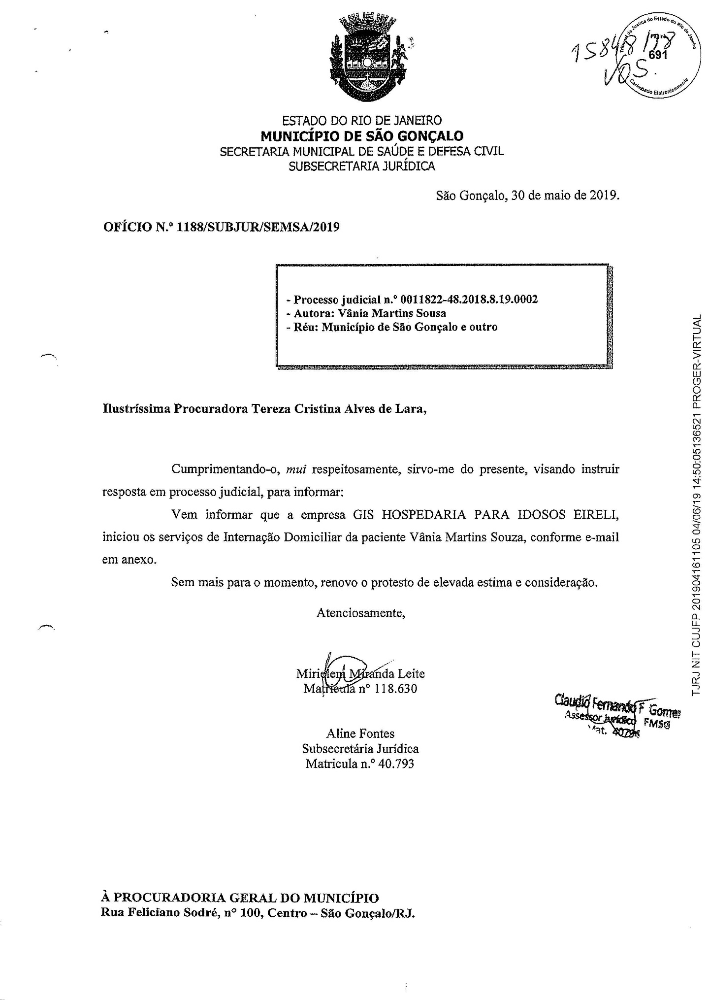 15848/18
VOS.
Tribunal de Justiça do Estado do Rio de Janeiro
Página
691
Carimbado Eletronicamente
ESTADO DO RIO DE JANEIRO
MUNICÍPIO DE SÃO GONÇALO
SECRETARIA MUNICIPAL DE SAÚDE E DEFESA CIVIL
SUBSECRETARIA JURÍDICA
São Gonçalo, 30 de maio de 2019.
OFÍCIO N.º 1188/SUBJUR/SEMSA/2019
- Processo judicial n.º 0011822-48.2018.8.19.0002
- Autora: Vânia Martins Sousa
- Réu: Município de São Gonçalo e outro
Ilustríssima Procuradora Tereza Cristina Alves de Lara,
Cumprimentando-o, mui respeitosamente, sirvo-me do presente, visando instruir
resposta em processo judicial, para informar:
Vem informar que a empresa GIS HOSPEDARIA PARA IDOSOS EIRELI,
iniciou os serviços de Internação Domiciliar da paciente Vânia Martins Souza, conforme e-mail
em anexo.
Sem mais para o momento, renovo o protesto de elevada estima e consideração.
Atenciosamente,
Mirielem Miranda Leite
Matricula nº 118.630
Claudio Fernando F Gomes
Assessor Jurídico FMSG
Mat.
Aline Fontes
Subsecretária Jurídica
Matricula n.º 40.793
À PROCURADORIA GERAL DO MUNICÍPIO
Rua Feliciano Sodré, nº 100, Centro – São Gonçalo/RJ.
TJRJ NIT CUJFP 201904161105 04/06/19 14:50:05136521 PROGER-VIRTUAL